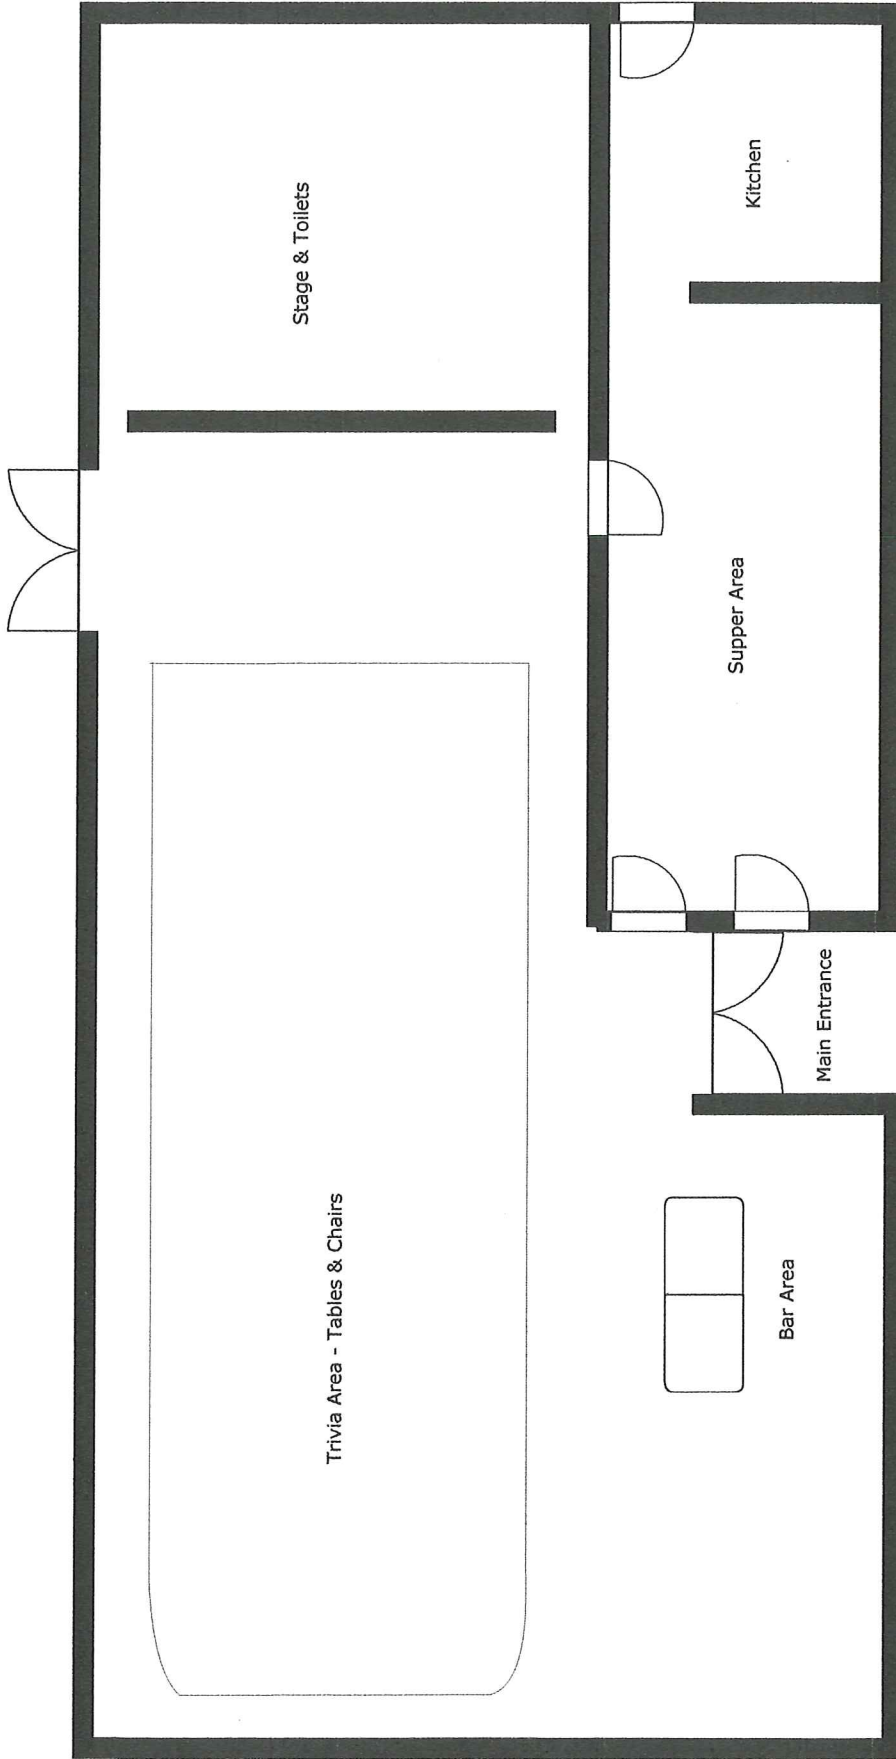 Stage & Toilets
Kitchen
Supper Area
Main Entrance
Trivia Area - Tables & Chairs
Bar Area